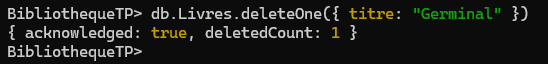 BibliothequeTP> db.Livres.deleteOne({ titre: "Germinal" })
{ acknowledged: true, deletedCount: 1 }
BibliothequeTP>